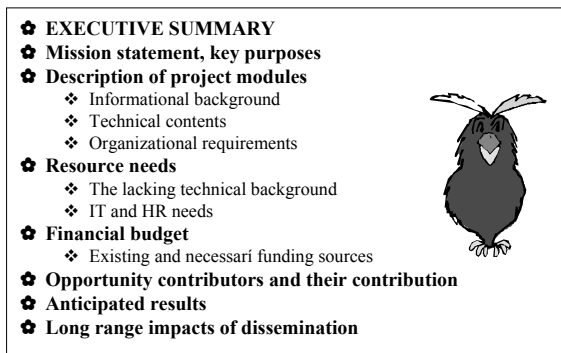 ✿ EXECUTIVE SUMMARY
✿ Mission statement, key purposes
✿ Description of project modules
❖ Informational background
❖ Technical contents
❖ Organizational requirements
✿ Resource needs
❖ The lacking technical background
❖ IT and HR needs
✿ Financial budget
❖ Existing and necessarí funding sources
✿ Opportunity contributors and their contribution
✿ Anticipated results
✿ Long range impacts of dissemination